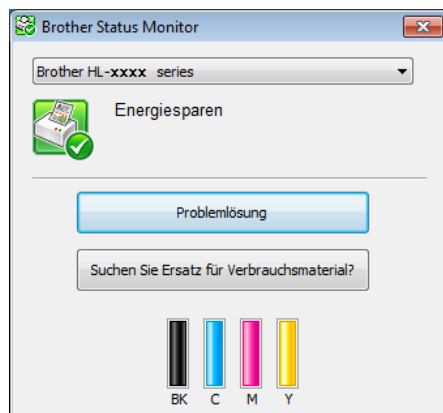 Brother Status Monitor
Brother HL-xxxx series
Energiesparen
Problemlösung
Suchen Sie Ersatz für Verbrauchsmaterial?
BK C M Y